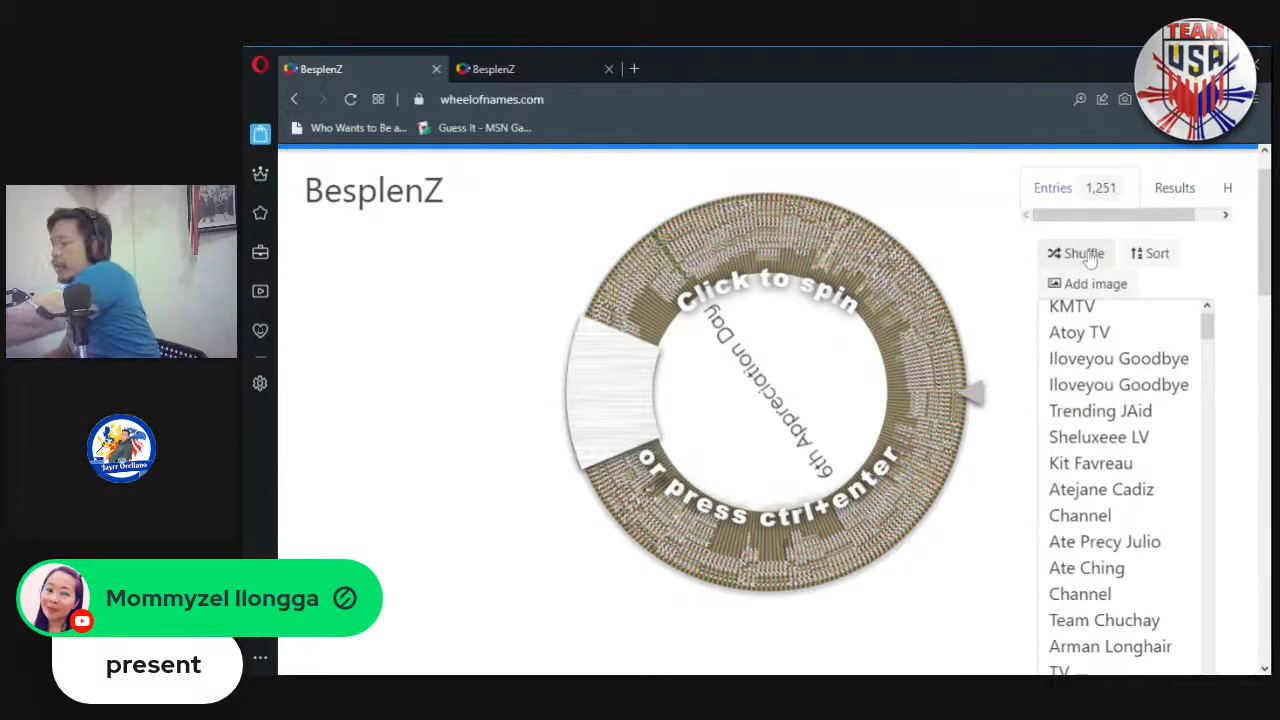 TEAM
USA
BesplenZ
BesplenZ
wheelofnames.com
Who Wants to Be a...
Guess It - MSN Ga...
BesplenZ
Entries 1,251
Results
H
Shuffle
Sort
Add image
KMTV
Atoy TV
Iloveyou Goodbye
Iloveyou Goodbye
Trending JAid
Sheluxeee LV
Kit Favreau
Atejane Cadiz
Channel
Ate Precy Julio
Ate Ching
Channel
Team Chuchay
Arman Longhair
TV
Click to spin
6th Appreciation Day
or press ctrl+enter
Jayrr Orellano
Mommyzel Ilongga
present